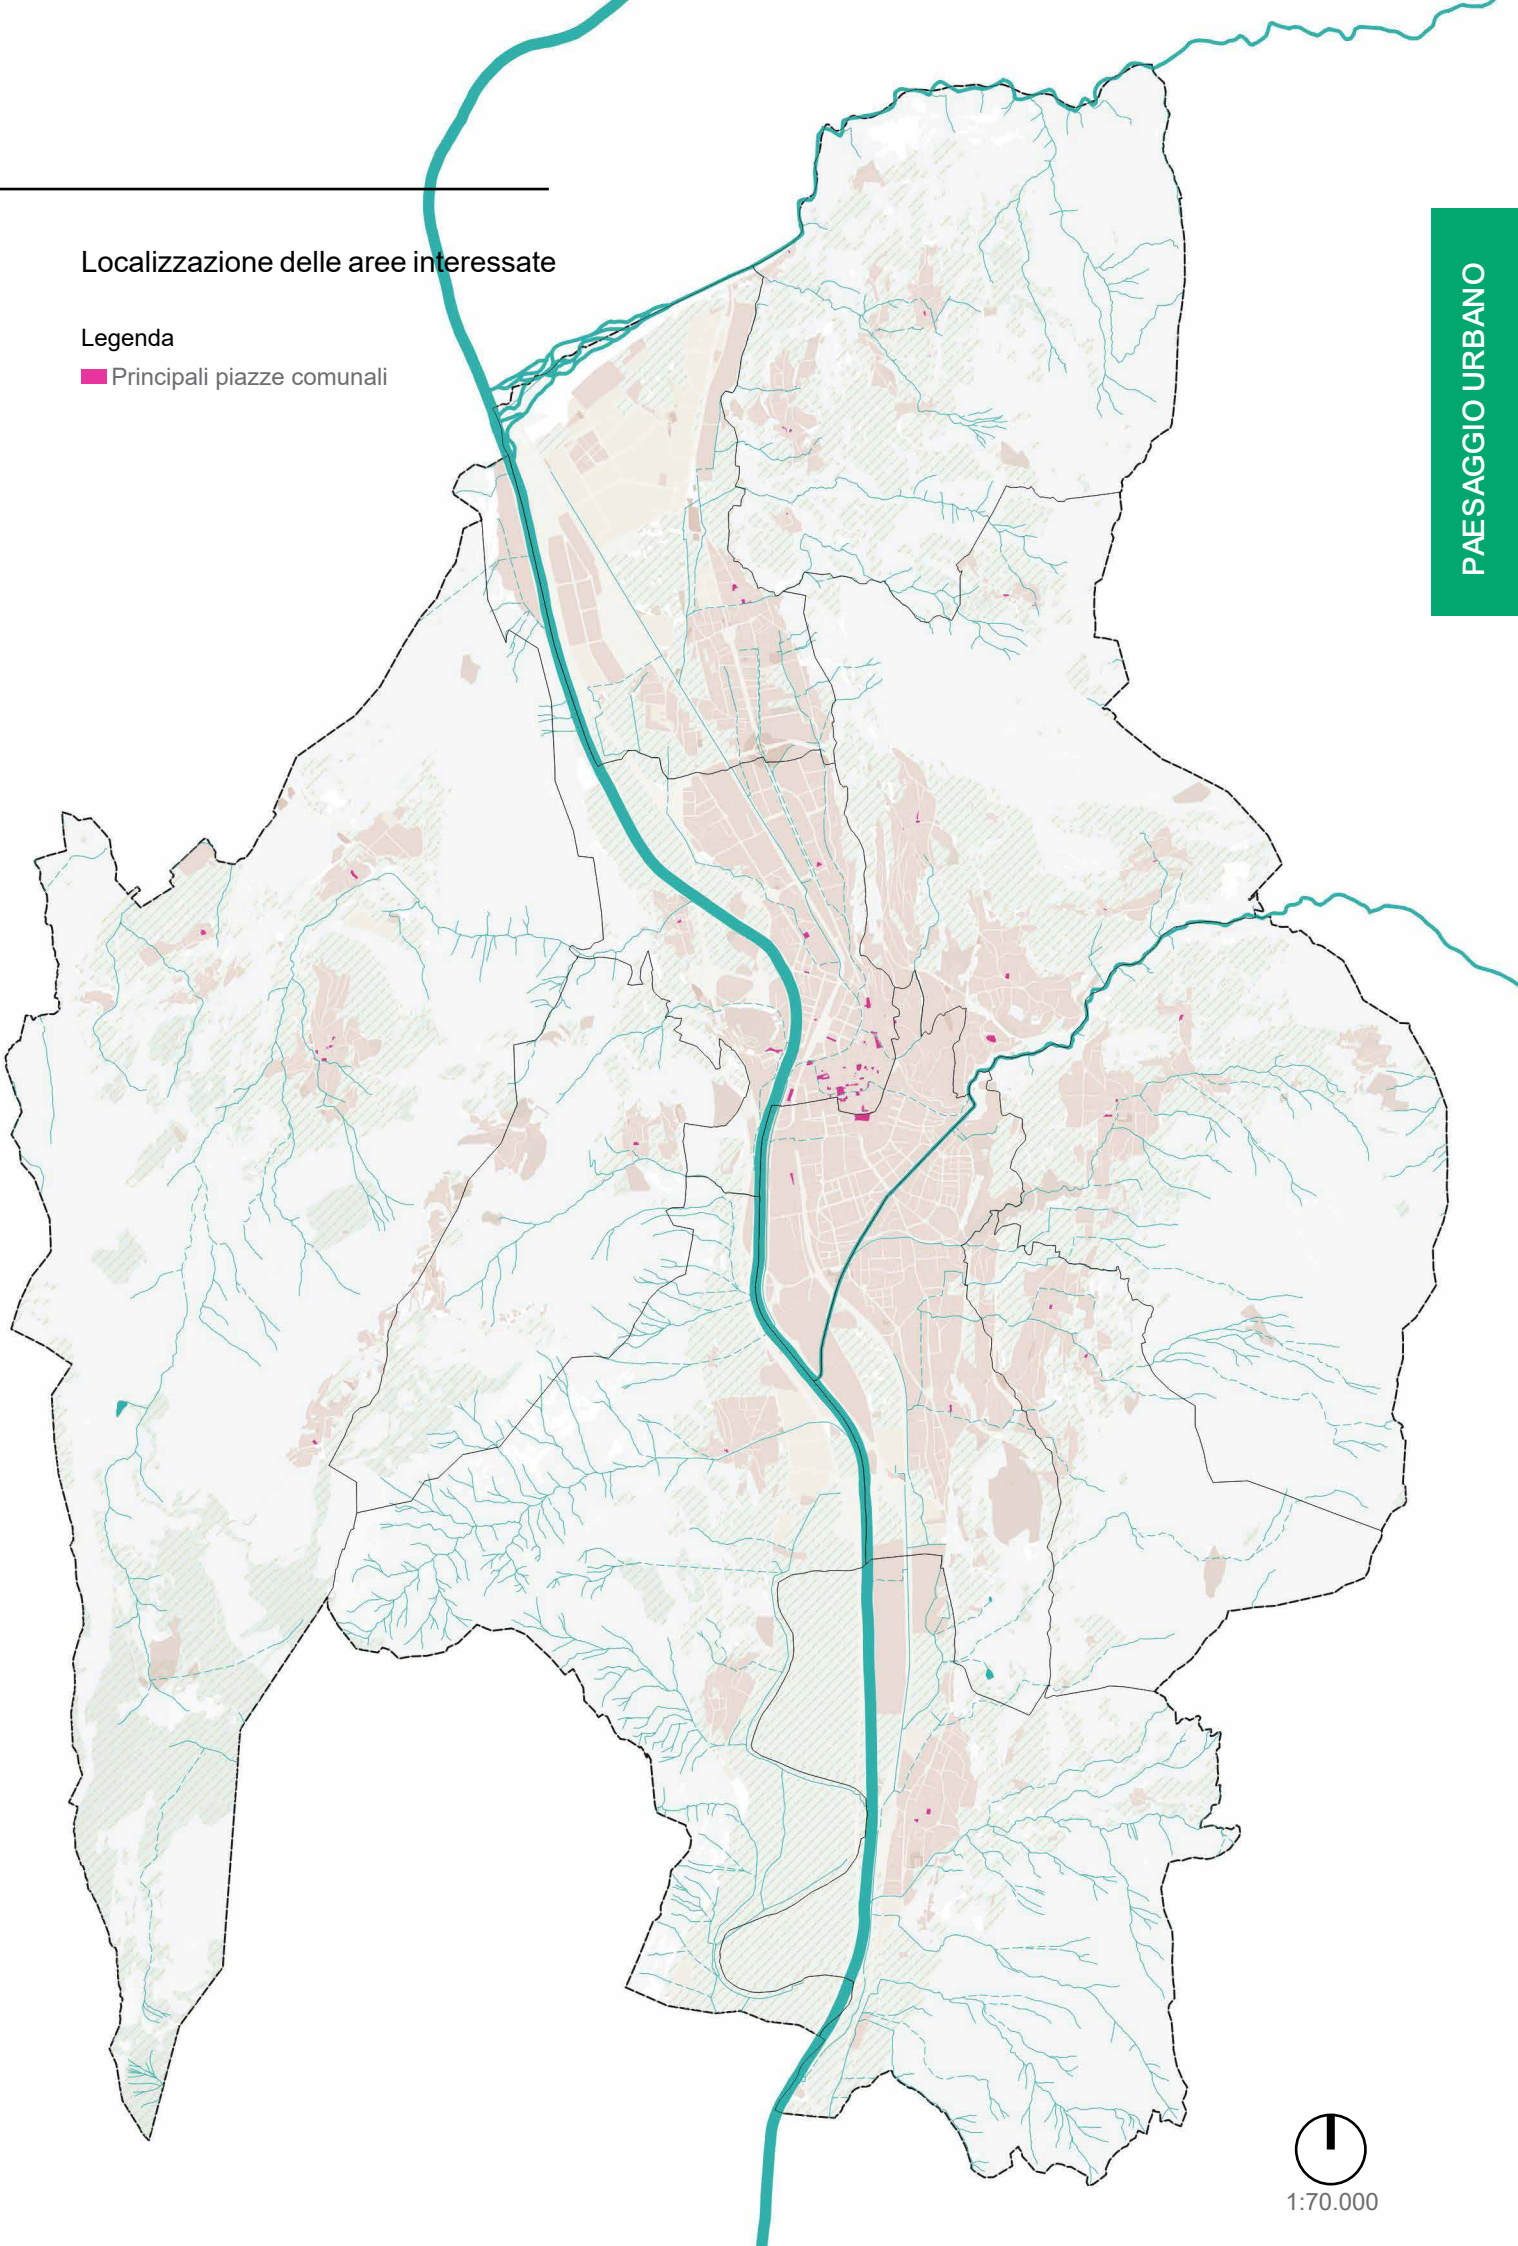 Localizzazione delle aree interessate
Legenda
Principali piazze comunali
PAESAGGIO URBANO
1:70.000